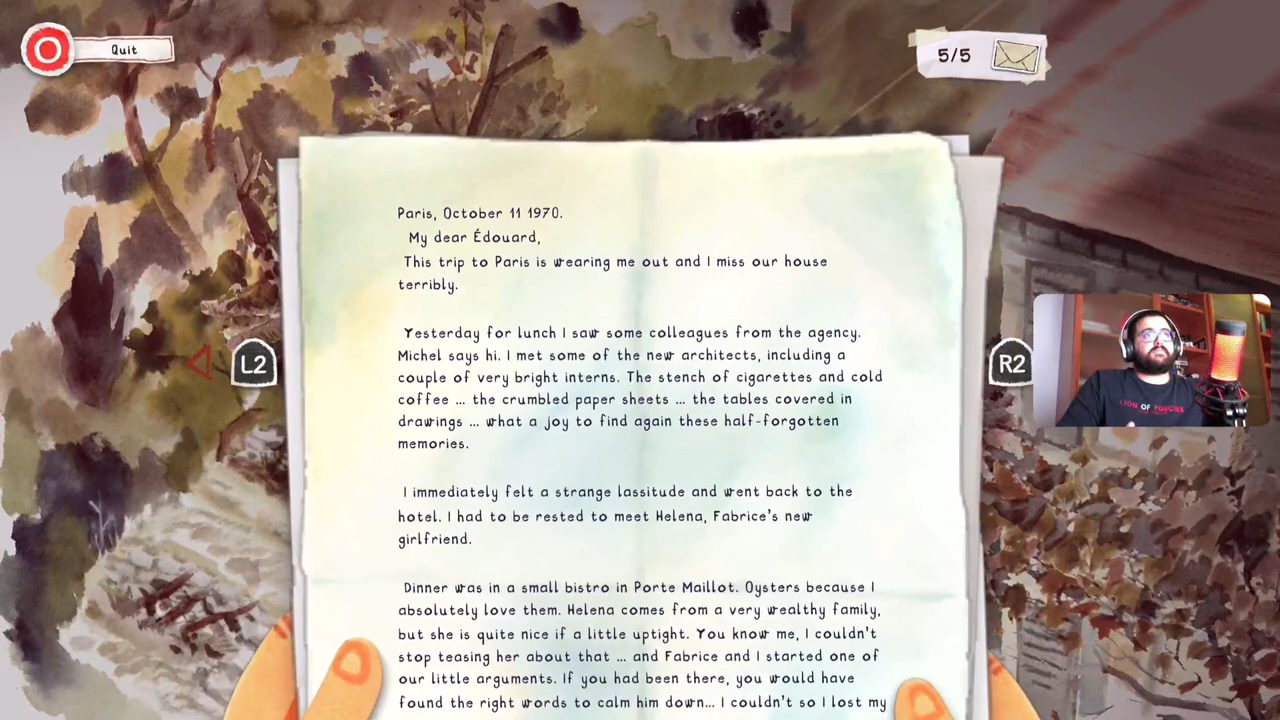 Quit
5/5
Paris, October 11 1970.
My dear Édouard,
This trip to Paris is wearing me out and I miss our house
terribly.
Yesterday for lunch I saw some colleagues from the agency.
Michel says hi. I met some of the new architects, including a
couple of very bright interns. The stench of cigarettes and cold
coffee ... the crumbled paper sheets ... the tables covered in
drawings ... what a joy to find again these half-forgotten
memories.
I immediately felt a strange lassitude and went back to the
hotel. I had to be rested to meet Helena, Fabrice's new
girlfriend.
Dinner was in a small bistro in Porte Maillot. Oysters because I
absolutely love them. Helena comes from a very wealthy family,
but she is quite nice if a little uptight. You know me, I couldn't
stop teasing her about that ... and Fabrice and I started one of
our little arguments. If you had been there, you would have
found the right words to calm him down... I couldn't so I lost my
L2
R2
LION OF